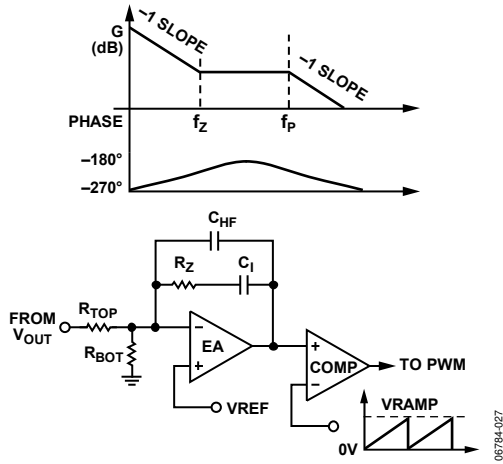 G
(dB)
–1 SLOPE
–1 SLOPE
PHASE
fZ
fP
–180°
–270°
CHF
RZ
CI
FROM
VOUT
RTOP
RBOT
–
EA
+
VREF
+
COMP
–
TO PWM
VRAMP
0V
06784-027